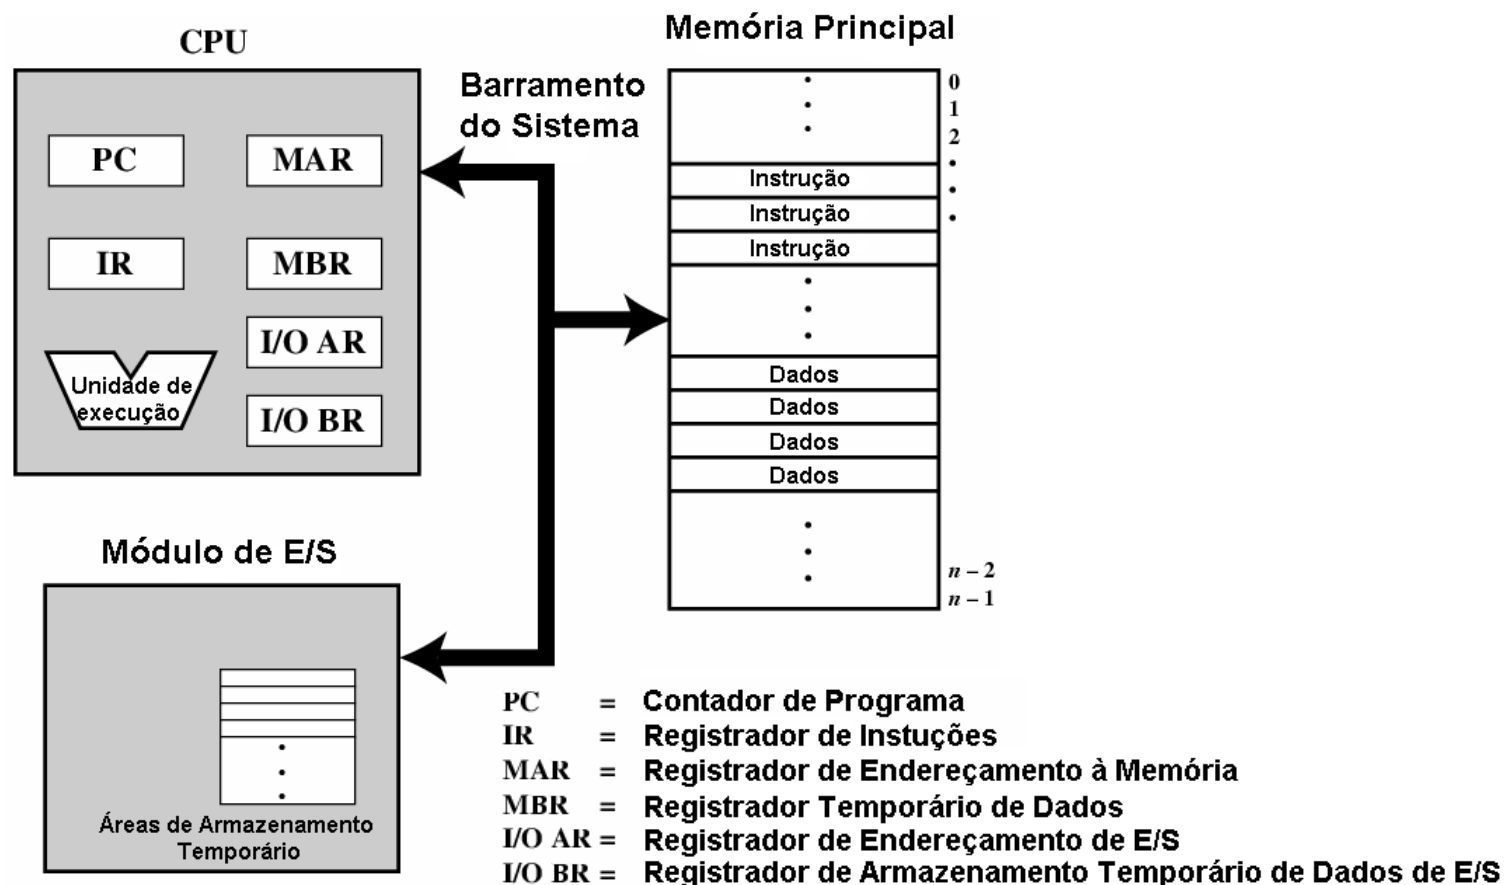 CPU
PC
MAR
IR
MBR
I/O AR
I/O BR
Unidade de
execução
Barramento
do Sistema
Memória Principal
0
1
2
Instrução
Instrução
Instrução
Dados
Dados
Dados
Dados
n – 2
n – 1
Módulo de E/S
Áreas de Armazenamento
Temporário
PC = Contador de Programa
IR = Registrador de Instuções
MAR = Registrador de Endereçamento à Memória
MBR = Registrador Temporário de Dados
I/O AR = Registrador de Endereçamento de E/S
I/O BR = Registrador de Armazenamento Temporário de Dados de E/S